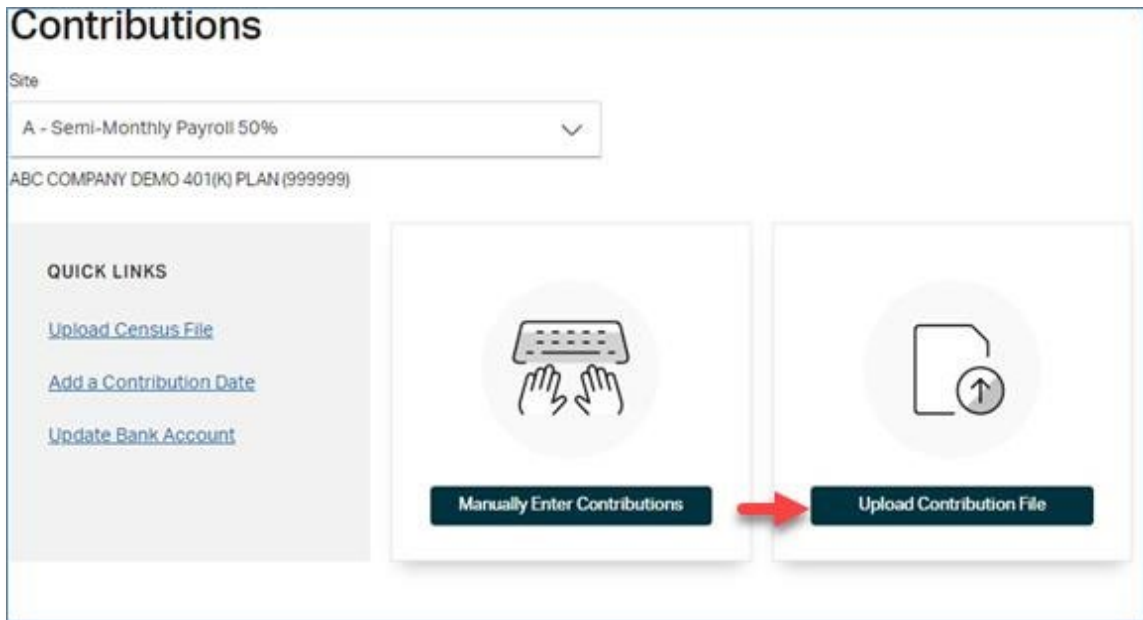 Contributions
Site
A - Semi-Monthly Payroll 50%
ABC COMPANY DEMO 401(K) PLAN (999999)
QUICK LINKS
Upload Census File
Add a Contribution Date
Update Bank Account
Manually Enter Contributions
Upload Contribution File